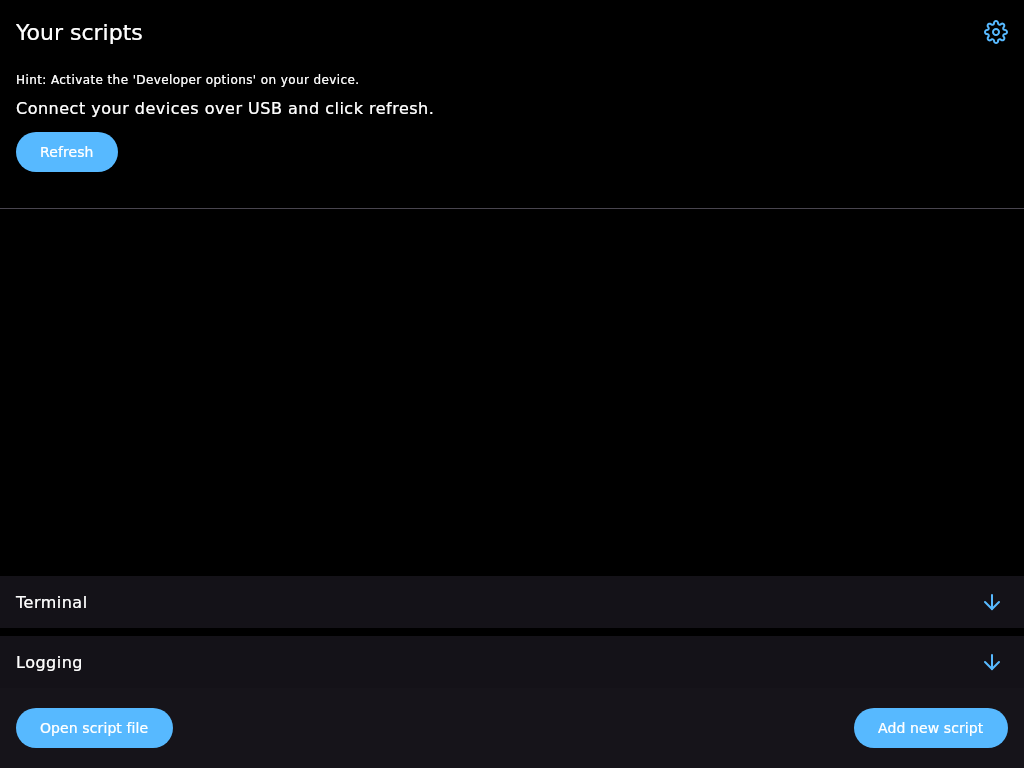 Your scripts
Hint: Activate the 'Developer options' on your device.
Connect your devices over USB and click refresh.
Refresh
Terminal
Logging
Open script file
Add new script